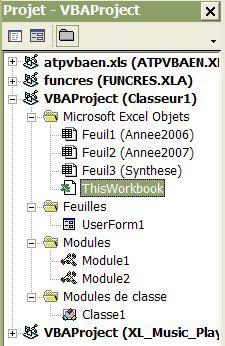 Projet - VBAProject
atpvbaen.xls (ATPVBAEN.XL
funcres (FUNCRES.XLA)
VBAProject (Classeur1)
Microsoft Excel Objets
Feuil1 (Annee2006)
Feuil2 (Annee2007)
Feuil3 (Synthese)
ThisWorkbook
Feuilles
UserForm1
Modules
Module1
Module2
Modules de classe
Classe1
VBAProject (XL_Music_Play